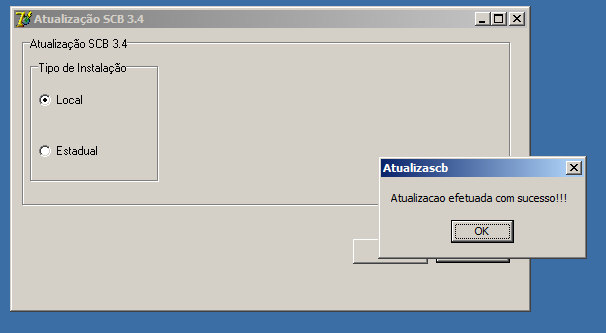 Atualização SCB 3.4
Atualização SCB 3.4
Tipo de Instalação
Local
Estadual
Atualizascb
Atualizacao efetuada com sucesso!!!
OK